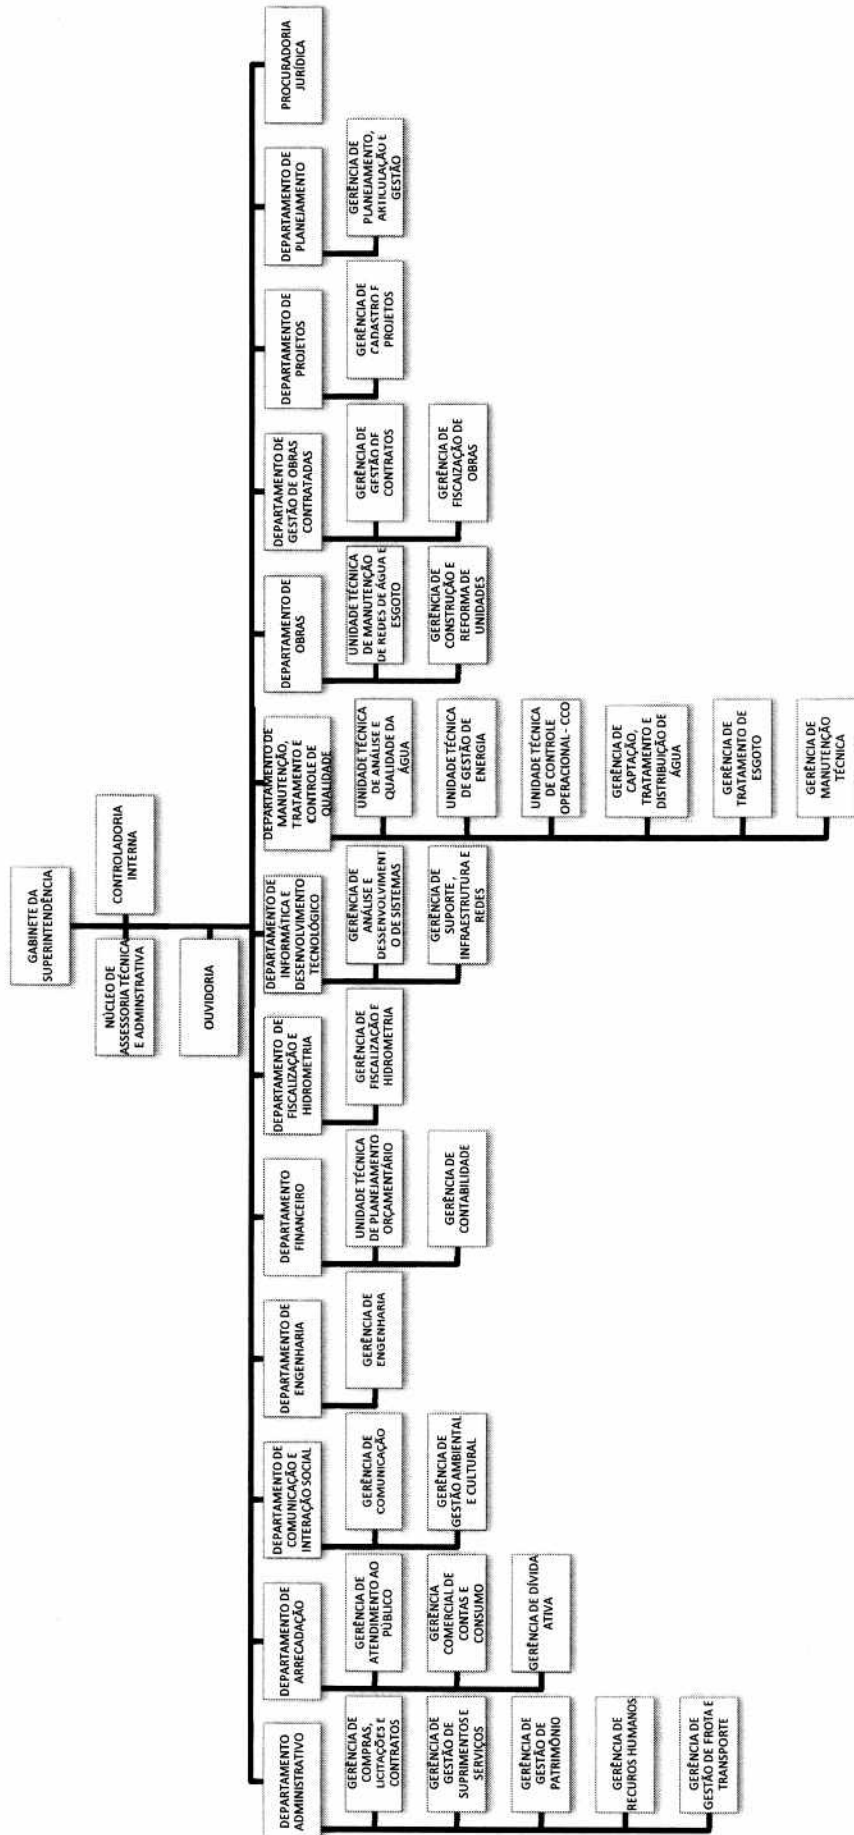 GABINETE DA
SUPERINTENDÊNCIA
NÚCLEO DE
ASSESSORIA TÉCNICA
E ADMINSTRATIVA
CONTROLADORIA
INTERNA
OUVIDORIA
DEPARTAMENTO
ADMINISTRATIVO
GERÊNCIA DE
COMPRAS,
LICITAÇÕES E
CONTRATOS
GERÊNCIA DE
GESTÃO DE
SUPRIMENTOS E
SERVIÇOS
GERÊNCIA DE
GESTÃO DE
PATRIMÔNIO
GERÊNCIA DE
RECUROS HUMANOS
GERÊNCIA DE
GESTÃO DE FROTA E
TRANSPORTE
DEPARTAMENTO DE
ARRECADAÇÃO
GERÊNCIA DE
ATENDIMENTO AO
PÚBLICO
GERÊNCIA
COMERCIAL DE
CONTAS E
CONSUMO
GERÊNCIA DE DÍVIDA
ATIVA
DEPARTAMENTO DE
COMUNICAÇÃO E
INTERAÇÃO SOCIAL
GERÊNCIA DE
COMUNICAÇÃO
GERÊNCIA DE
GESTÃO AMBIENTAL
E CULTURAL
DEPARTAMENTO DE
ENGENHARIA
GERÊNCIA DE
ENGENHARIA
DEPARTAMENTO
FINANCEIRO
UNIDADE TÉCNICA
DE PLANEJAMENTO
ORÇAMENTÁRIO
GERÊNCIA DE
CONTABILIDADE
DEPARTAMENTO DE
FISCALIZAÇÃO E
HIDROMETRIA
GERÊNCIA DE
FISCALIZAÇÃO E
HIDROMETRIA
DEPARTAMENTO DE
INFORMÁTICA E
DESENVOLVIMENTO
TECNOLÓGICO
GERÊNCIA DE
ANÁLISE E
DESSENVOLVIMENT
O DE SISTEMAS
GERÊNCIA DE
SUPORTE ,
INFRAESTRUTURA E
REDES
DEPARTAMENTO DE
MANUTENÇÃO,
TRATAMENTO E
CONTROLE DE
QUALIDADE
UNIDADE TÉCNICA
DE ANÁLISE E
QUALIDADE DA
ÁGUA
UNIDADE TÉCNICA
DE GESTÃO DE
ENERGIA
UNIDADE TÉCNICA
DE CONTROLE
OPERACIONAL - CCO
GERÊNCIA DE
CAPTAÇÃO,
TRATAMENTO E
DISTRIBUIÇÃO DE
ÁGUA
GERÊNCIA DE
TRATAMENTO DE
ESGOTO
GERÊNCIA DE
MANUTENÇÃO
TÉCNICA
DEPARTAMENTO DE
OBRAS
UNIDADE TÉCNICA
DE MANUTENÇÃO
DE REDES DE ÁGUA E
ESGOTO
GERÊNCIA DE
CONSTRUÇÃO E
REFORMA DE
UNIDADES
DEPARTAMENTO DE
GESTÃO DE OBRAS
CONTRATADAS
GERÊNCIA DE
GESTÃO DE
CONTRATOS
GERÊNCIA DE
FISCALIZAÇÃO DE
OBRAS
DEPARTAMENTO DE
PROJETOS
GERÊNCIA DE
CADASTRO E
PROJETOS
DEPARTAMENTO DE
PLANEJAMENTO
GERÊNCIA DE
PLANEJAMENTO,
ARTICULAÇÃO E
GESTÃO
PROCURADORIA
JURÍDICA